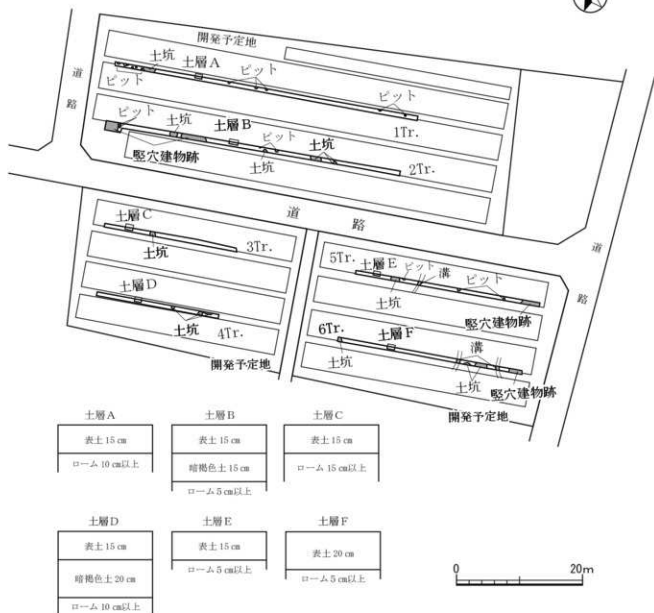 開発予定地
土坑
土層A
ピット
ピット
ピット
1Tr.
道路
ピット
土坑
土層B
ピット
土坑
土坑
竪穴建物跡
2Tr.
道路
道路
土層C
土坑
3Tr.
土層D
土坑
4Tr.
開発予定地
5Tr.
土層E
ピット
溝
ピット
土坑
竪穴建物跡
6Tr.
土層F
溝
土坑
土坑
竪穴建物跡
開発予定地
土層A
表土 15 ㎝
ローム 10 ㎝以上
土層B
表土 15 ㎝
暗褐色土 15 ㎝
ローム 5 ㎝以上
土層C
表土 15 ㎝
ローム 15 ㎝以上
土層D
表土 15 ㎝
暗褐色土 20 ㎝
ローム 10 ㎝以上
土層E
表土 15 ㎝
ローム 5 ㎝以上
土層F
表土 20 ㎝
ローム 5 ㎝以上
0 20m